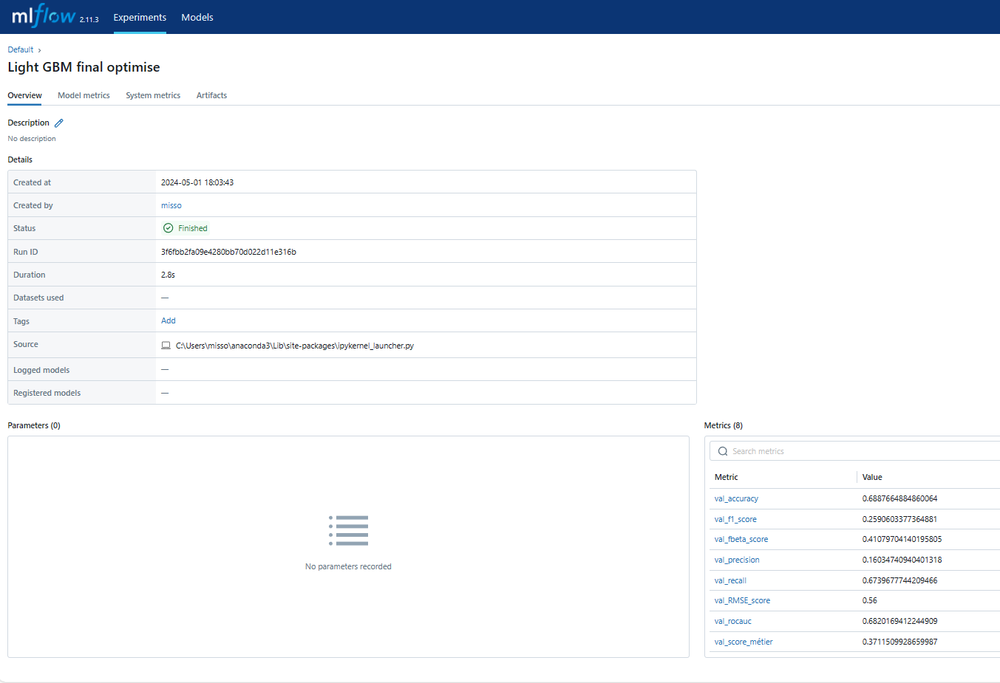 mlflow 2.11.3 Experiments Models
Default ›
Light GBM final optimise
Overview Model metrics System metrics Artifacts
Description
No description
Details
Created at 2024-05-01 18:03:43
Created by misso
Status Finished
Run ID 3f6fbb2fa09e4280bb70d022d11e316b
Duration 2.8s
Datasets used —
Tags Add
Source C:\Users\misso\anaconda3\Lib\site-packages\ipykernel_launcher.py
Logged models —
Registered models —
Parameters (0)
No parameters recorded
Metrics (8)
Search metrics
Metric Value
val_accuracy 0.6887664884860064
val_f1_score 0.2590603377364881
val_fbeta_score 0.41079704140195805
val_precision 0.16034740940401318
val_recall 0.6739677744209466
val_RMSE_score 0.56
val_rocauc 0.6820169412244909
val_score_métier 0.3711509928659987